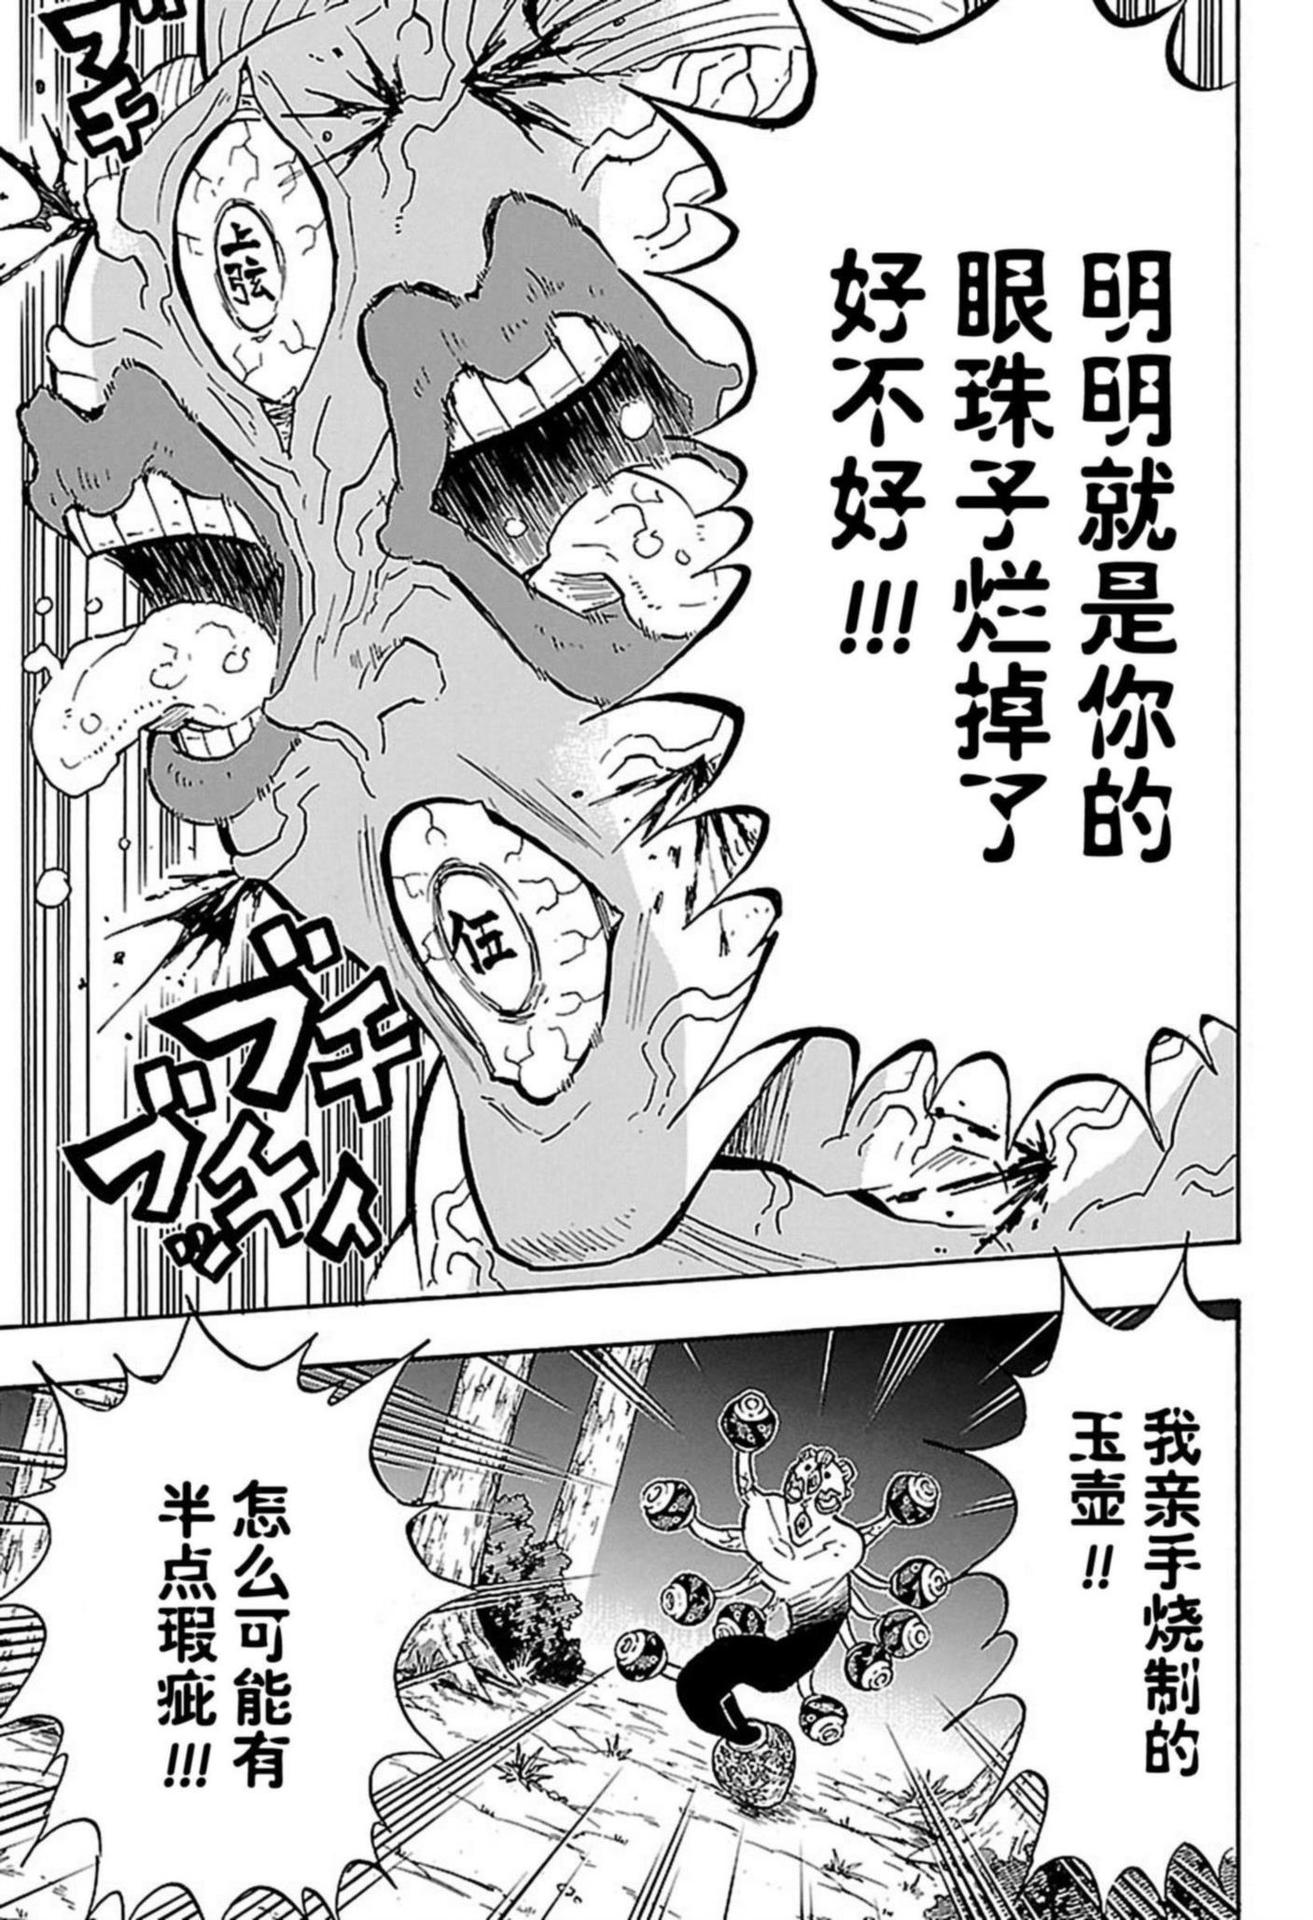 明明就是你的
眼珠子烂掉了
好不好!!!
ブチ
上弦
伍
ブチ
ブチィッ
我亲手烧制的
玉壶!!
怎么可能有
半点瑕疵!!!